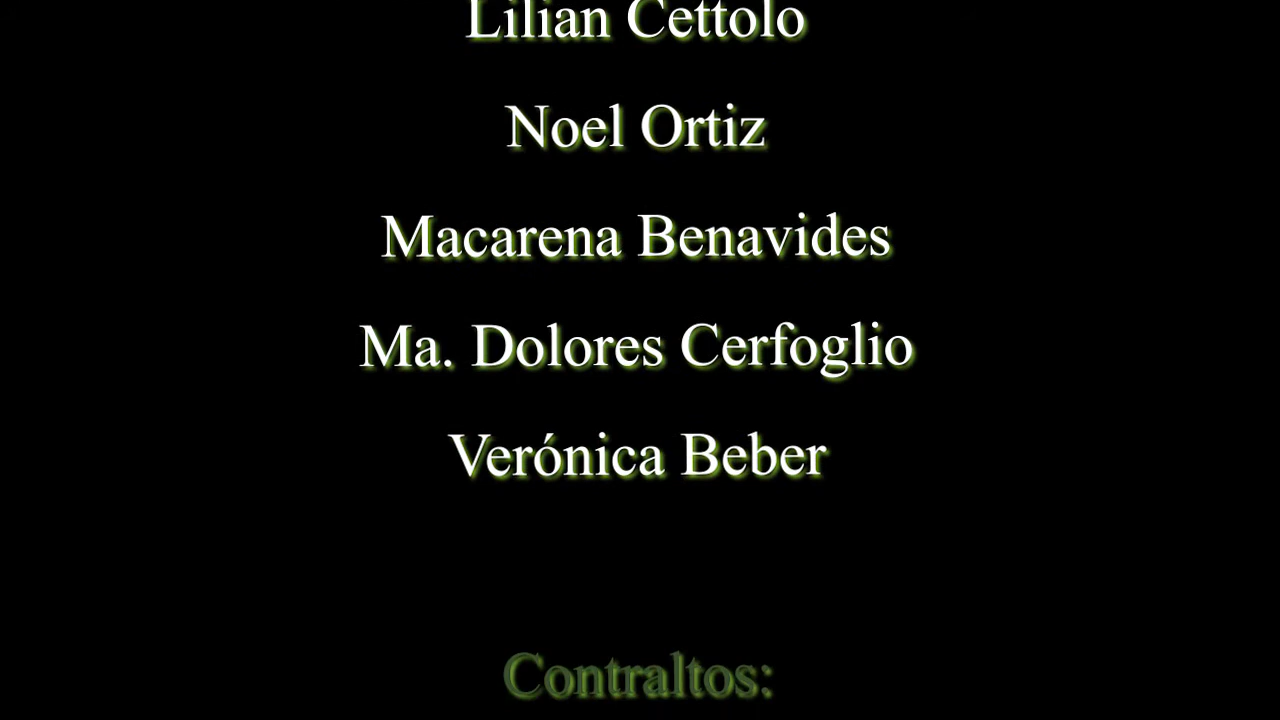 Lilian Cettolo
Noel Ortiz
Macarena Benavides
Ma. Dolores Cerfoglio
Verónica Beber
Contraltos: